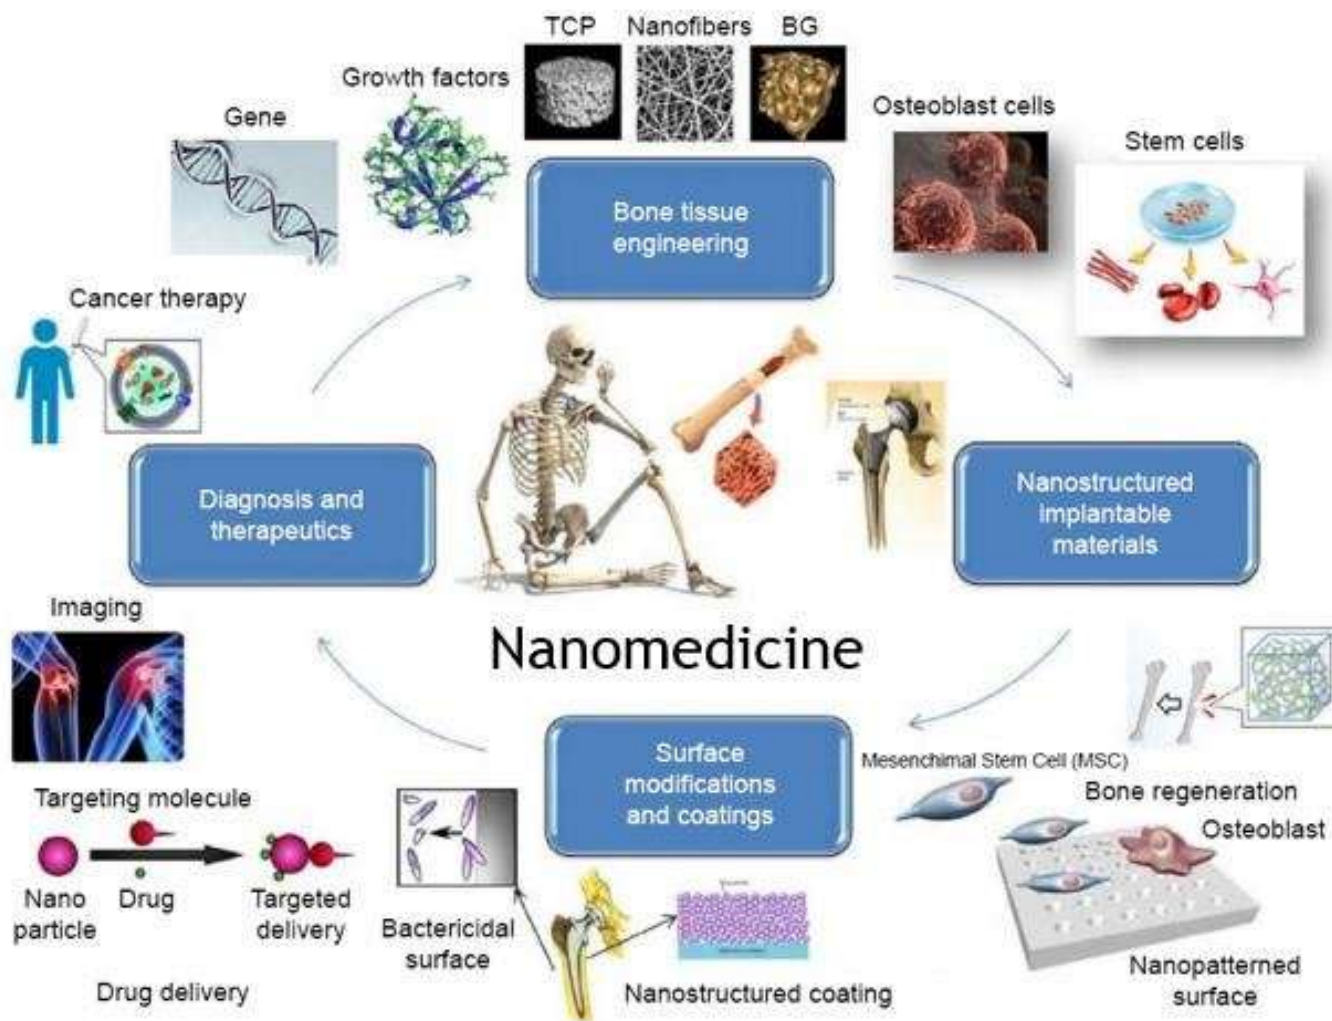 TCP
Nanofibers
BG
Growth factors
Gene
Osteoblast cells
Stem cells
Bone tissue
engineering
Cancer therapy
Diagnosis and
therapeutics
Nanostructured
implantable
materials
Imaging
Nanomedicine
Surface
modifications
and coatings
Mesenchimal Stem Cell (MSC)
Bone regeneration
Osteoblast
Targeting molecule
Nano
particle
Drug
Targeted
delivery
Bactericidal
surface
Drug delivery
Nanostructured coating
Nanopatterned
surface